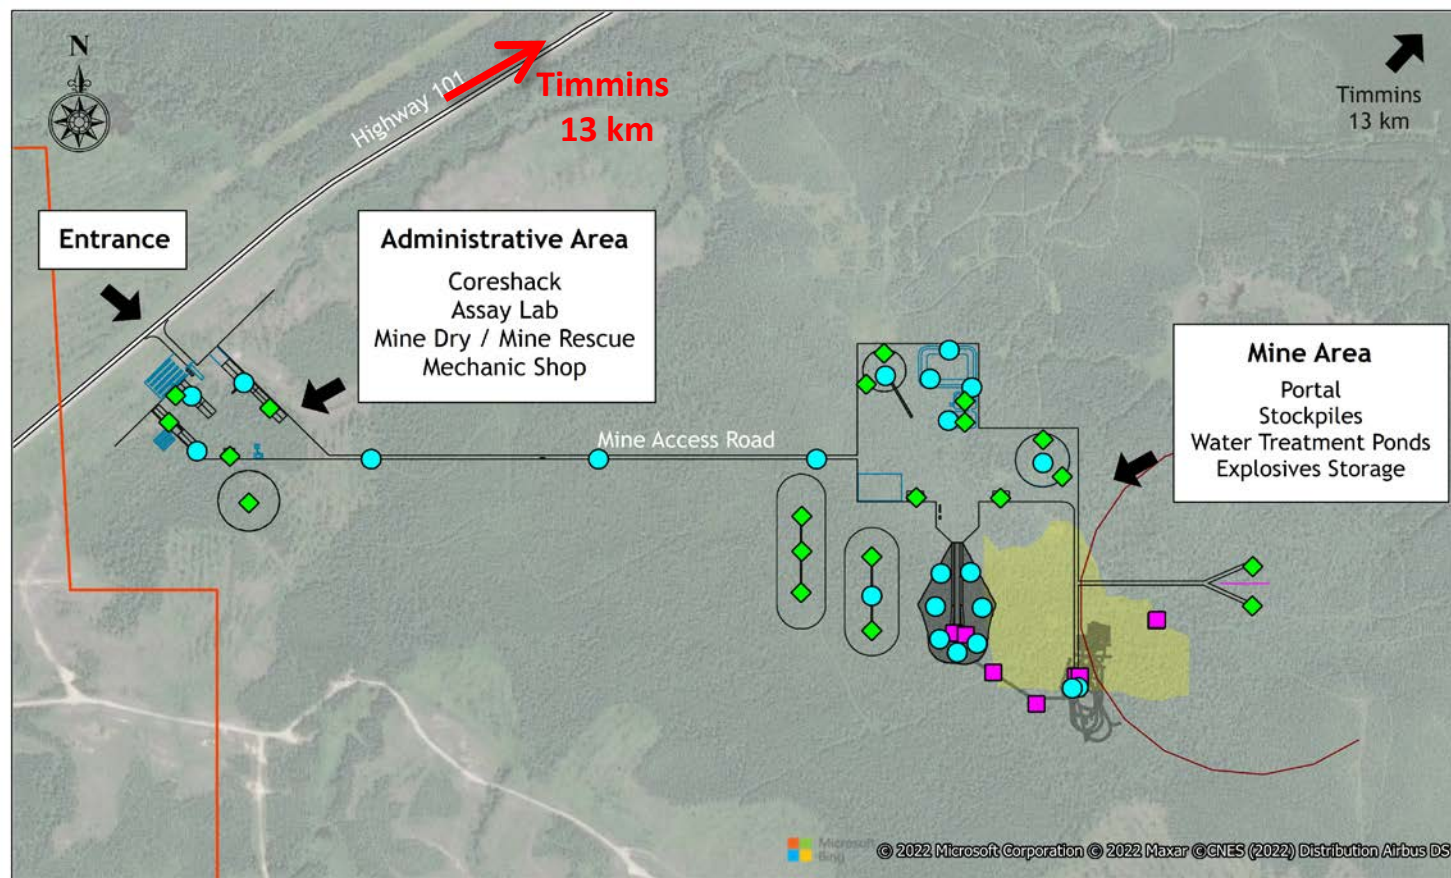 N
Highway 101
Timmins
13 km
Timmins
13 km
Entrance
Administrative Area
Coreshack
Assay Lab
Mine Dry / Mine Rescue
Mechanic Shop
Mine Area
Portal
Stockpiles
Water Treatment Ponds
Explosives Storage
Mine Access Road
Microsoft
Bing
© 2022 Microsoft Corporation © 2022 Maxar ©CNES (2022) Distribution Airbus DS